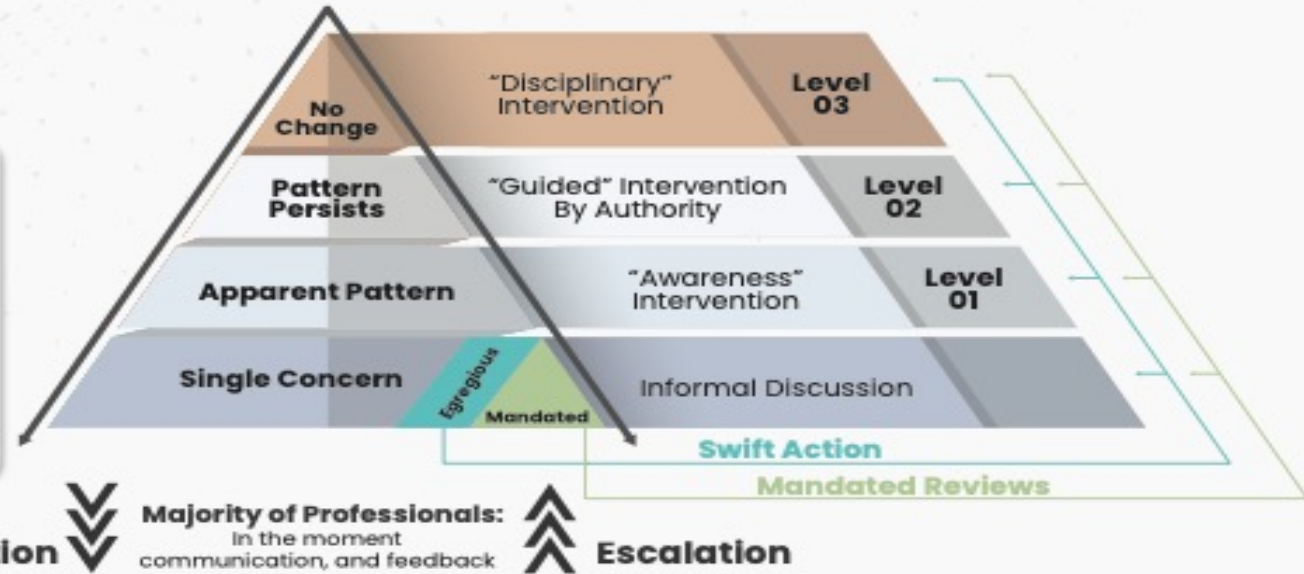 No
Change
“Disciplinary”
Intervention
Level
03
Pattern
Persists
“Guided” Intervention
By Authority
Level
02
Apparent Pattern
“Awareness”
Intervention
Level
01
Single Concern
Egregious
Mandated
Informal Discussion
Swift Action
Mandated Reviews
Majority of Professionals:
In the moment
communication, and feedback
Escalation